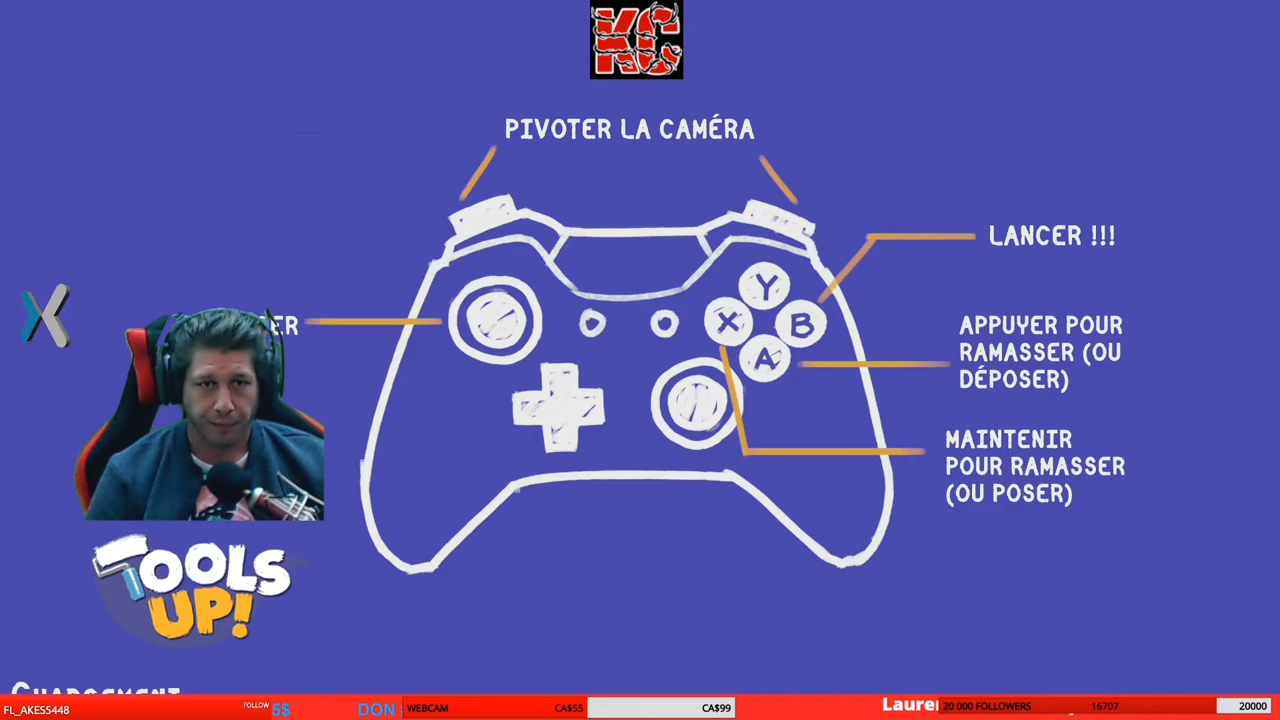 KC
PIVOTER LA CAMÉRA
LANCER !!!
Y
X
B
A
APPUYER POUR
RAMASSER (OU
DÉPOSER)
MAINTENIR
POUR RAMASSER
(OU POSER)
TOOLS
UP!
FL_AKES5448
FOLLOW
5$
DON
WEBCAM
CA$55
CA$99
20 000 FOLLOWERS
16707
20000